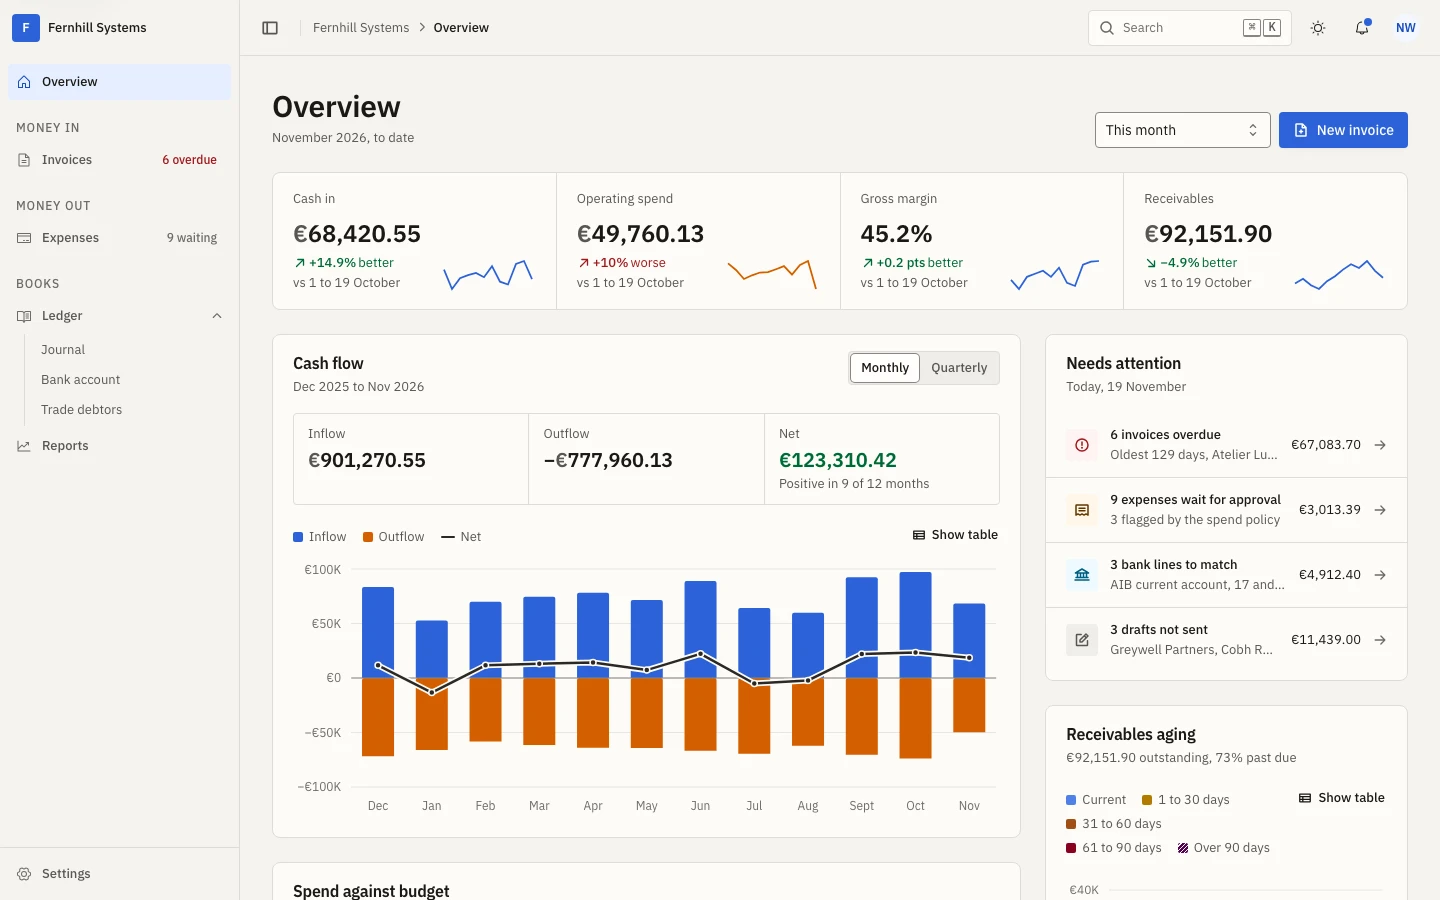 F Fernhill Systems
Overview
MONEY IN
Invoices 6 overdue
MONEY OUT
Expenses 9 waiting
BOOKS
Ledger
Journal
Bank account
Trade debtors
Reports
Settings
Fernhill Systems > Overview
Search ⌘ K
NW
Overview
November 2026, to date
This month
New invoice
Cash in
€68,420.55
+14.9% better
vs 1 to 19 October
Operating spend
€49,760.13
+10% worse
vs 1 to 19 October
Gross margin
45.2%
+0.2 pts better
vs 1 to 19 October
Receivables
€92,151.90
−4.9% better
vs 1 to 19 October
Cash flow
Dec 2025 to Nov 2026
Monthly Quarterly
Inflow
€901,270.55
Outflow
−€777,960.13
Net
€123,310.42
Positive in 9 of 12 months
Inflow Outflow Net
Show table
€100K
€50K
€0
−€50K
−€100K
Dec Jan Feb Mar Apr May Jun Jul Aug Sept Oct Nov
Spend against budget
Needs attention
Today, 19 November
6 invoices overdue
Oldest 129 days, Atelier Lu...
€67,083.70
9 expenses wait for approval
3 flagged by the spend policy
€3,013.39
3 bank lines to match
AIB current account, 17 and...
€4,912.40
3 drafts not sent
Greywell Partners, Cobh R...
€11,439.00
Receivables aging
€92,151.90 outstanding, 73% past due
Current 1 to 30 days
31 to 60 days
61 to 90 days Over 90 days
Show table
€40K